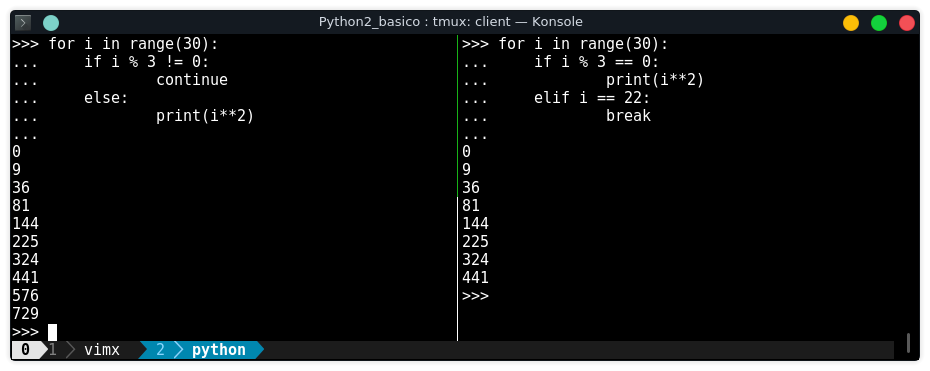 Python2_basico : tmux: client — Konsole
>>> for i in range(30):
...     if i % 3 != 0:
...             continue
...     else:
...             print(i**2)
...
0
9
36
81
144
225
324
441
576
729
>>>
>>> for i in range(30):
...     if i % 3 == 0:
...             print(i**2)
...     elif i == 22:
...             break
...
0
9
36
81
144
225
324
441
>>>
0 1 vimx 2 python